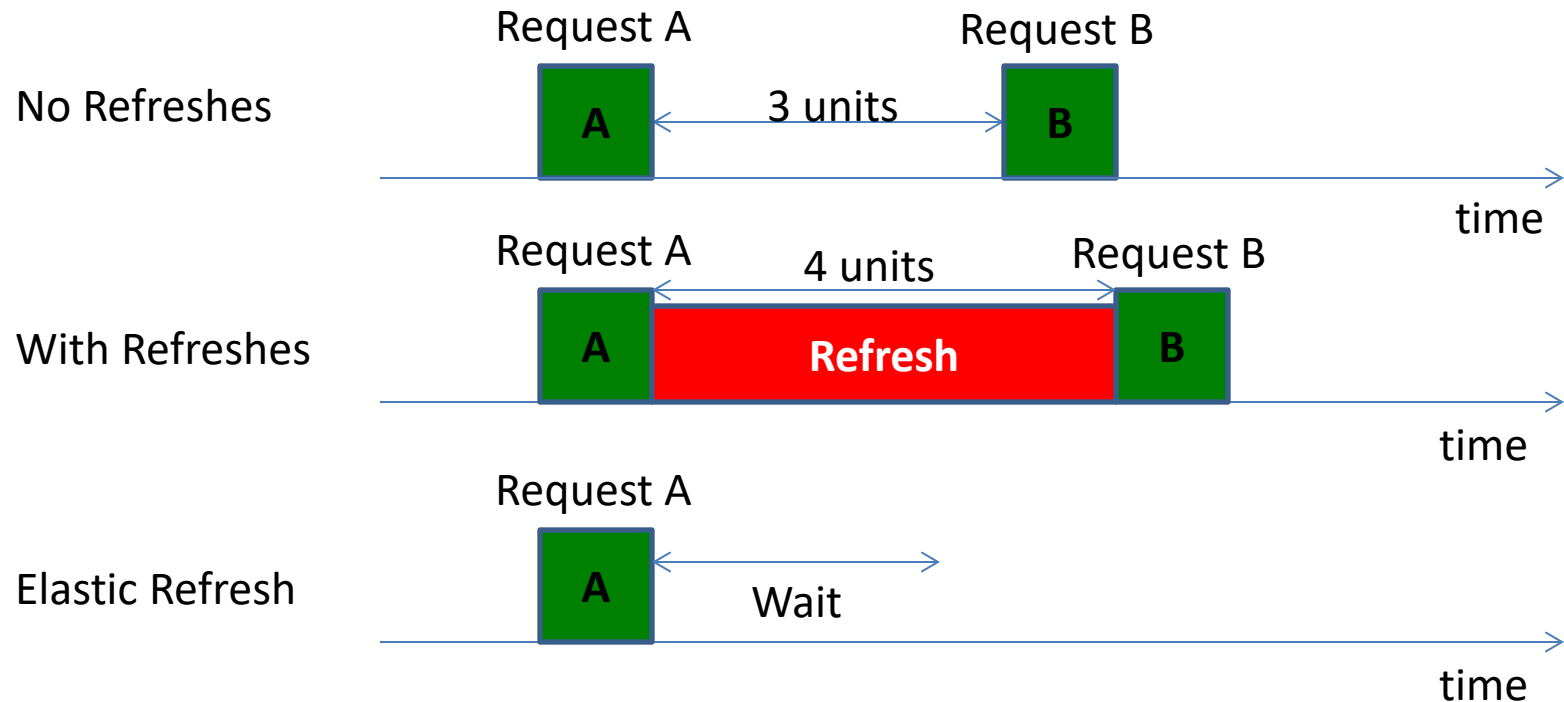 Request A
Request B
No Refreshes
A
3 units
B
time
Request A
4 units
Request B
With Refreshes
A
Refresh
B
time
Request A
Elastic Refresh
A
Wait
time